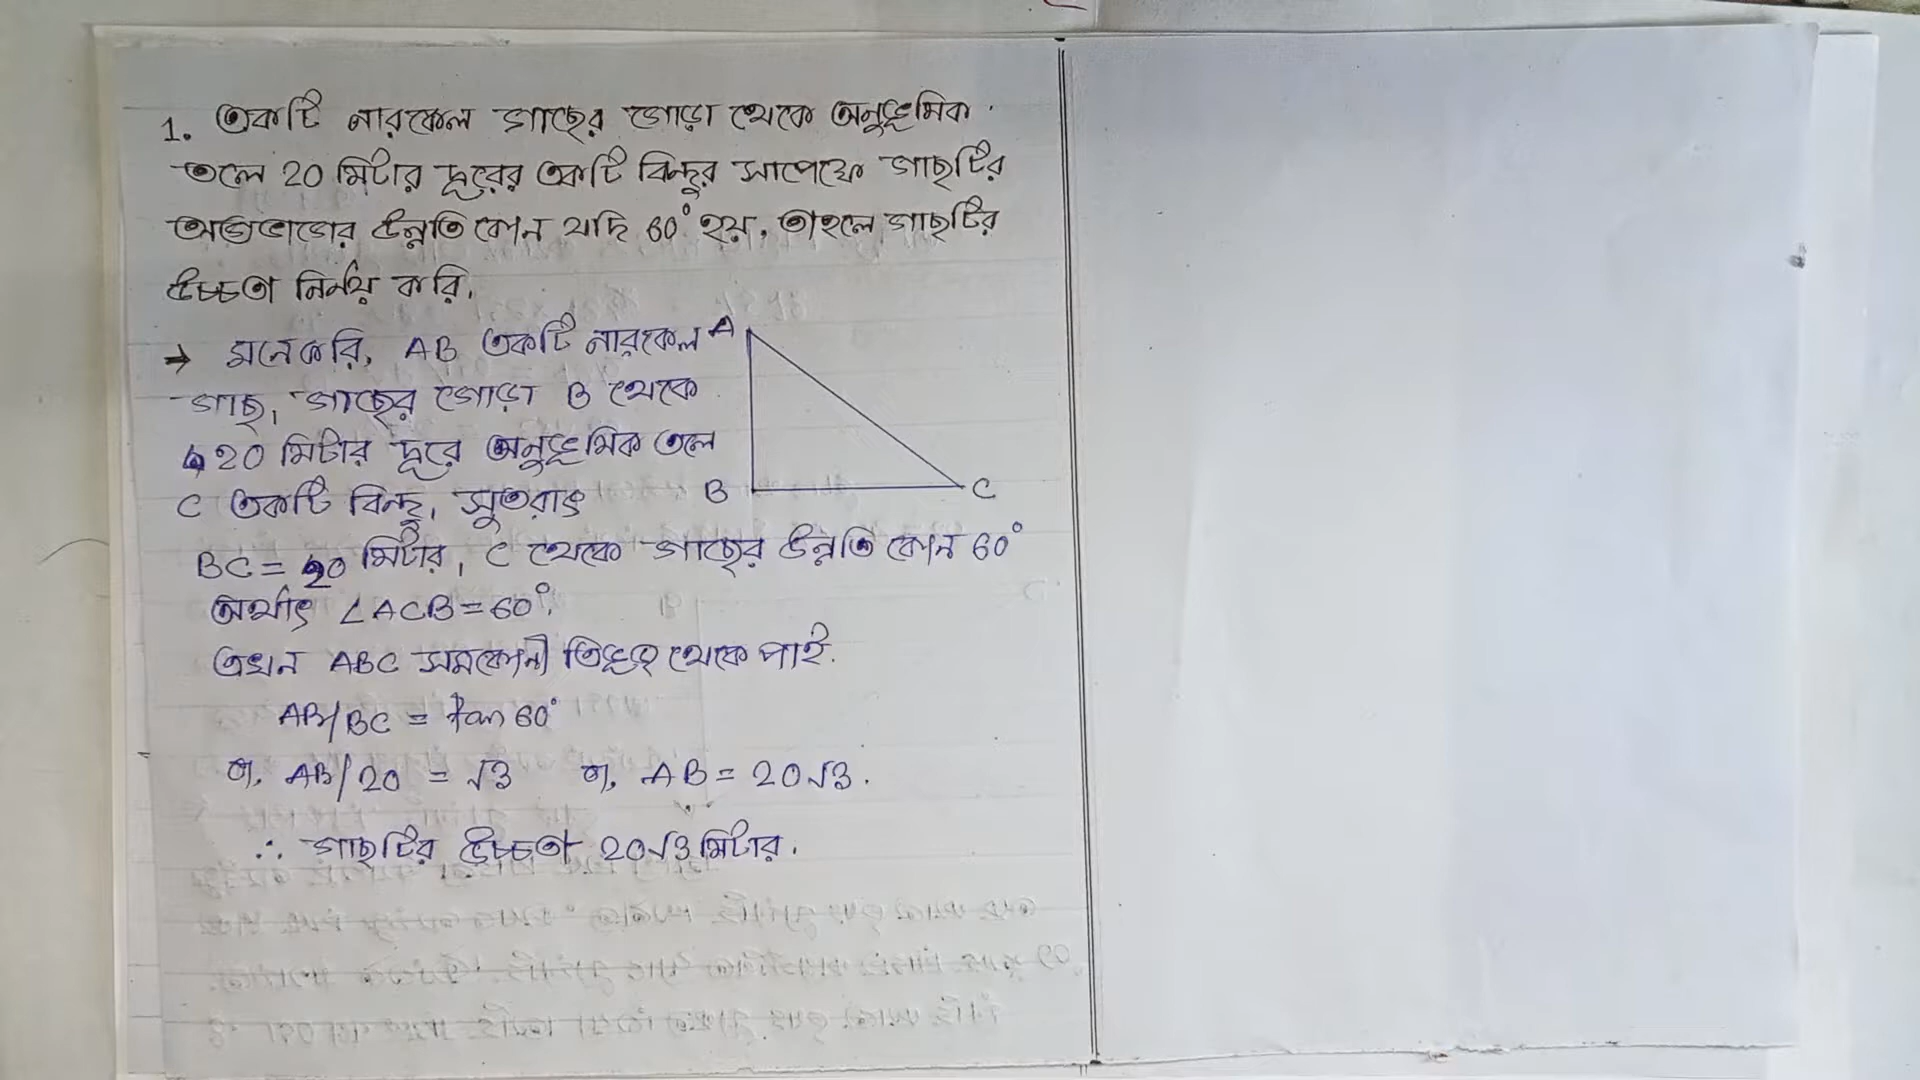 1. একটি নারকেল গাছের গোড়া থেকে অনুভূমিক
তলে 20 মিটার দূরের একটি বিন্দুর সাপেক্ষে গাছটির
অগ্রভাগের উন্নতি কোন যদি 60° হয়, তাহলে গাছটির
উচ্চতা নির্নয় করি।
→ মনেকরি, AB একটি নারকেল
গাছ, গাছের গোড়া B থেকে
20 মিটার দূরে অনুভূমিক তলে
C একটি বিন্দু, সুতরাং
BC = 20 মিটার, C থেকে গাছের উন্নতি কোন 60°
অর্থাৎ ∠ACB = 60°.
এখন ABC সমকোনী ত্রিভুজ থেকে পাই.
AB/BC = tan 60°
বা, AB/20 = √3 বা, AB = 20√3.
∴ গাছটির উচ্চতা 20√3 মিটার.
A
B
C